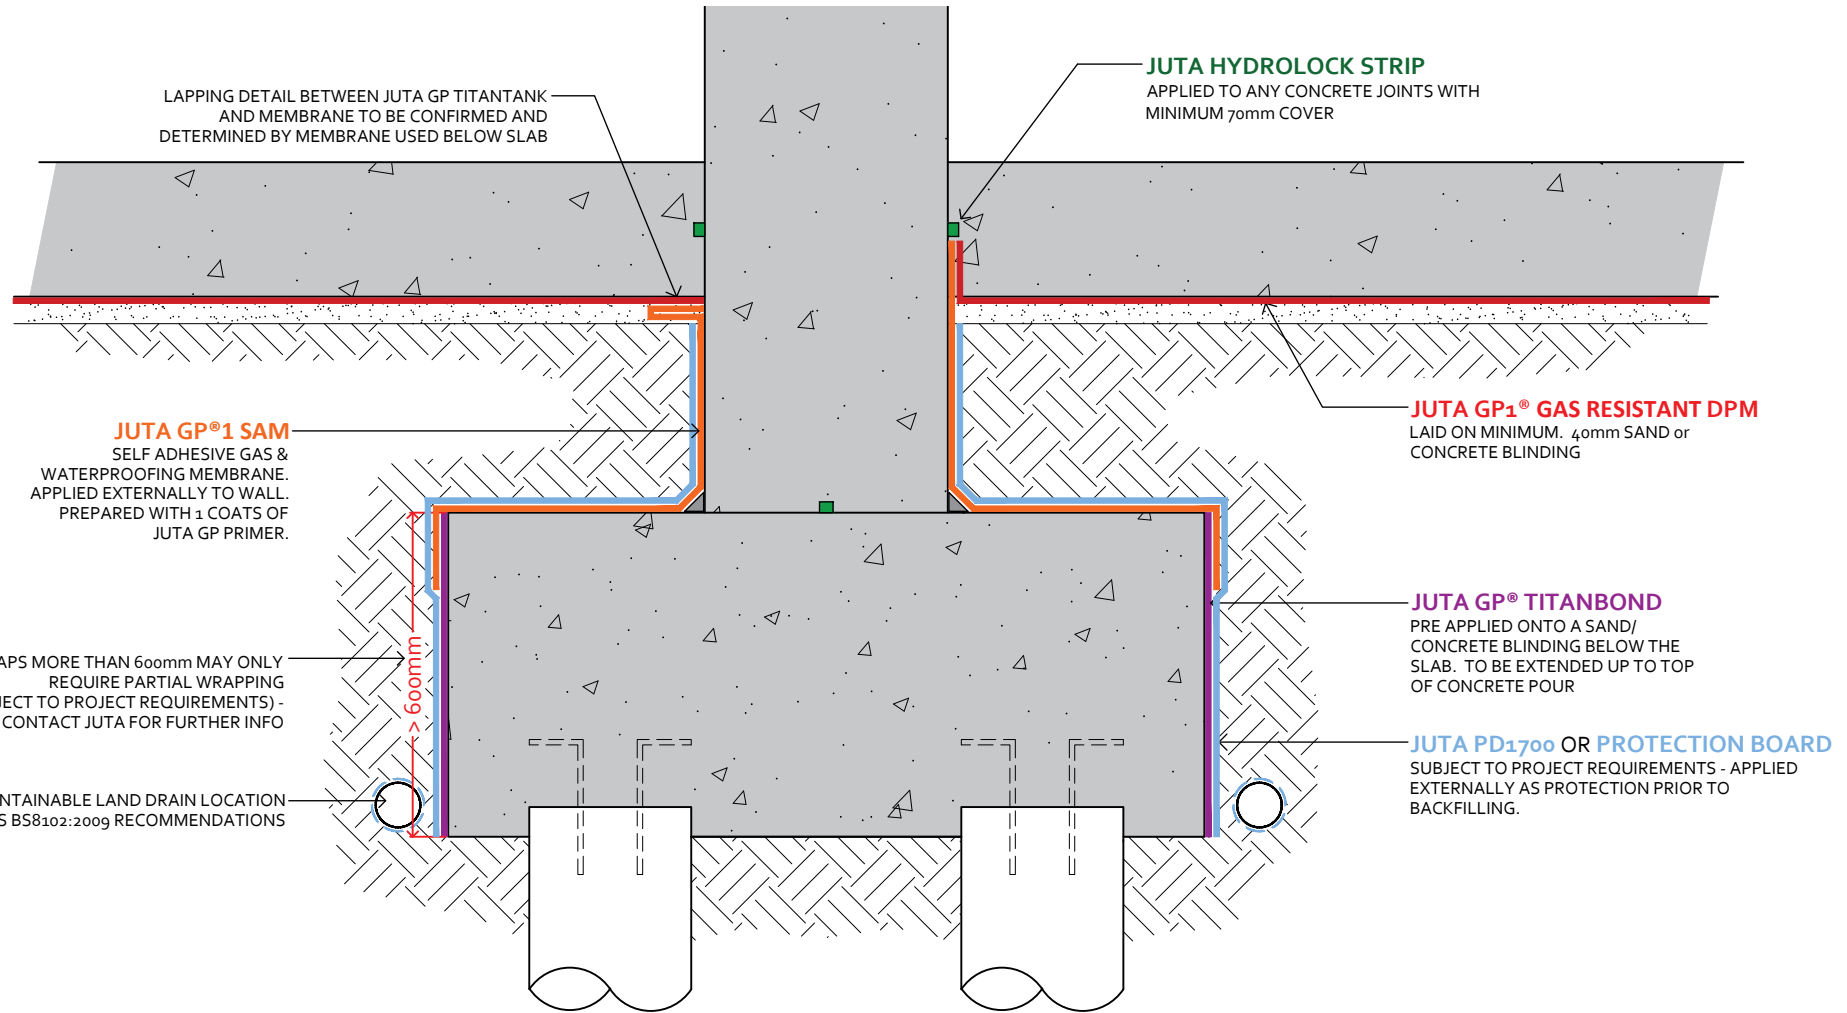 LAPPING DETAIL BETWEEN JUTA GP TITANTANK
AND MEMBRANE TO BE CONFIRMED AND
DETERMINED BY MEMBRANE USED BELOW SLAB
JUTA HYDROLOCK STRIP
APPLIED TO ANY CONCRETE JOINTS WITH
MINIMUM 70mm COVER
JUTA GP®1 SAM
SELF ADHESIVE GAS &
WATERPROOFING MEMBRANE.
APPLIED EXTERNALLY TO WALL.
PREPARED WITH 1 COATS OF
JUTA GP PRIMER.
JUTA GP1® GAS RESISTANT DPM
LAID ON MINIMUM. 40mm SAND or
CONCRETE BLINDING
MORE THAN 600mm MAY ONLY
REQUIRE PARTIAL WRAPPING
TO PROJECT REQUIREMENTS) -
CONTACT JUTA FOR FURTHER INFO
> 600mm
LAND DRAIN LOCATION
BS8102:2009 RECOMMENDATIONS
JUTA GP® TITANBOND
PRE APPLIED ONTO A SAND/
CONCRETE BLINDING BELOW THE
SLAB. TO BE EXTENDED UP TO TOP
OF CONCRETE POUR
JUTA PD1700 OR PROTECTION BOARD
SUBJECT TO PROJECT REQUIREMENTS - APPLIED
EXTERNALLY AS PROTECTION PRIOR TO
BACKFILLING.